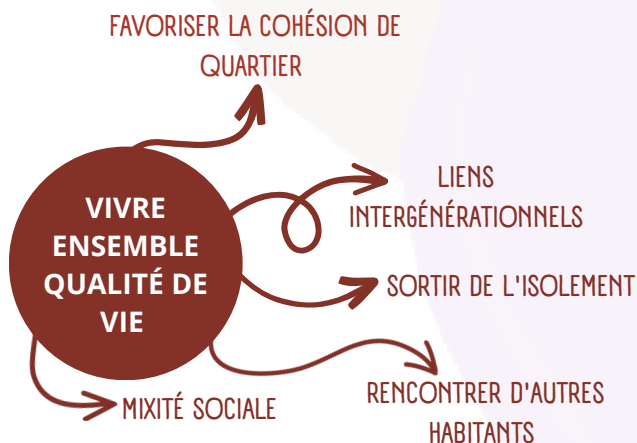 FAVORISER LA COHÉSION DE
QUARTIER
VIVRE
ENSEMBLE
QUALITÉ DE
VIE
LIENS
INTERGÉNÉRATIONNELS
SORTIR DE L'ISOLEMENT
RENCONTRER D'AUTRES
HABITANTS
MIXITÉ SOCIALE